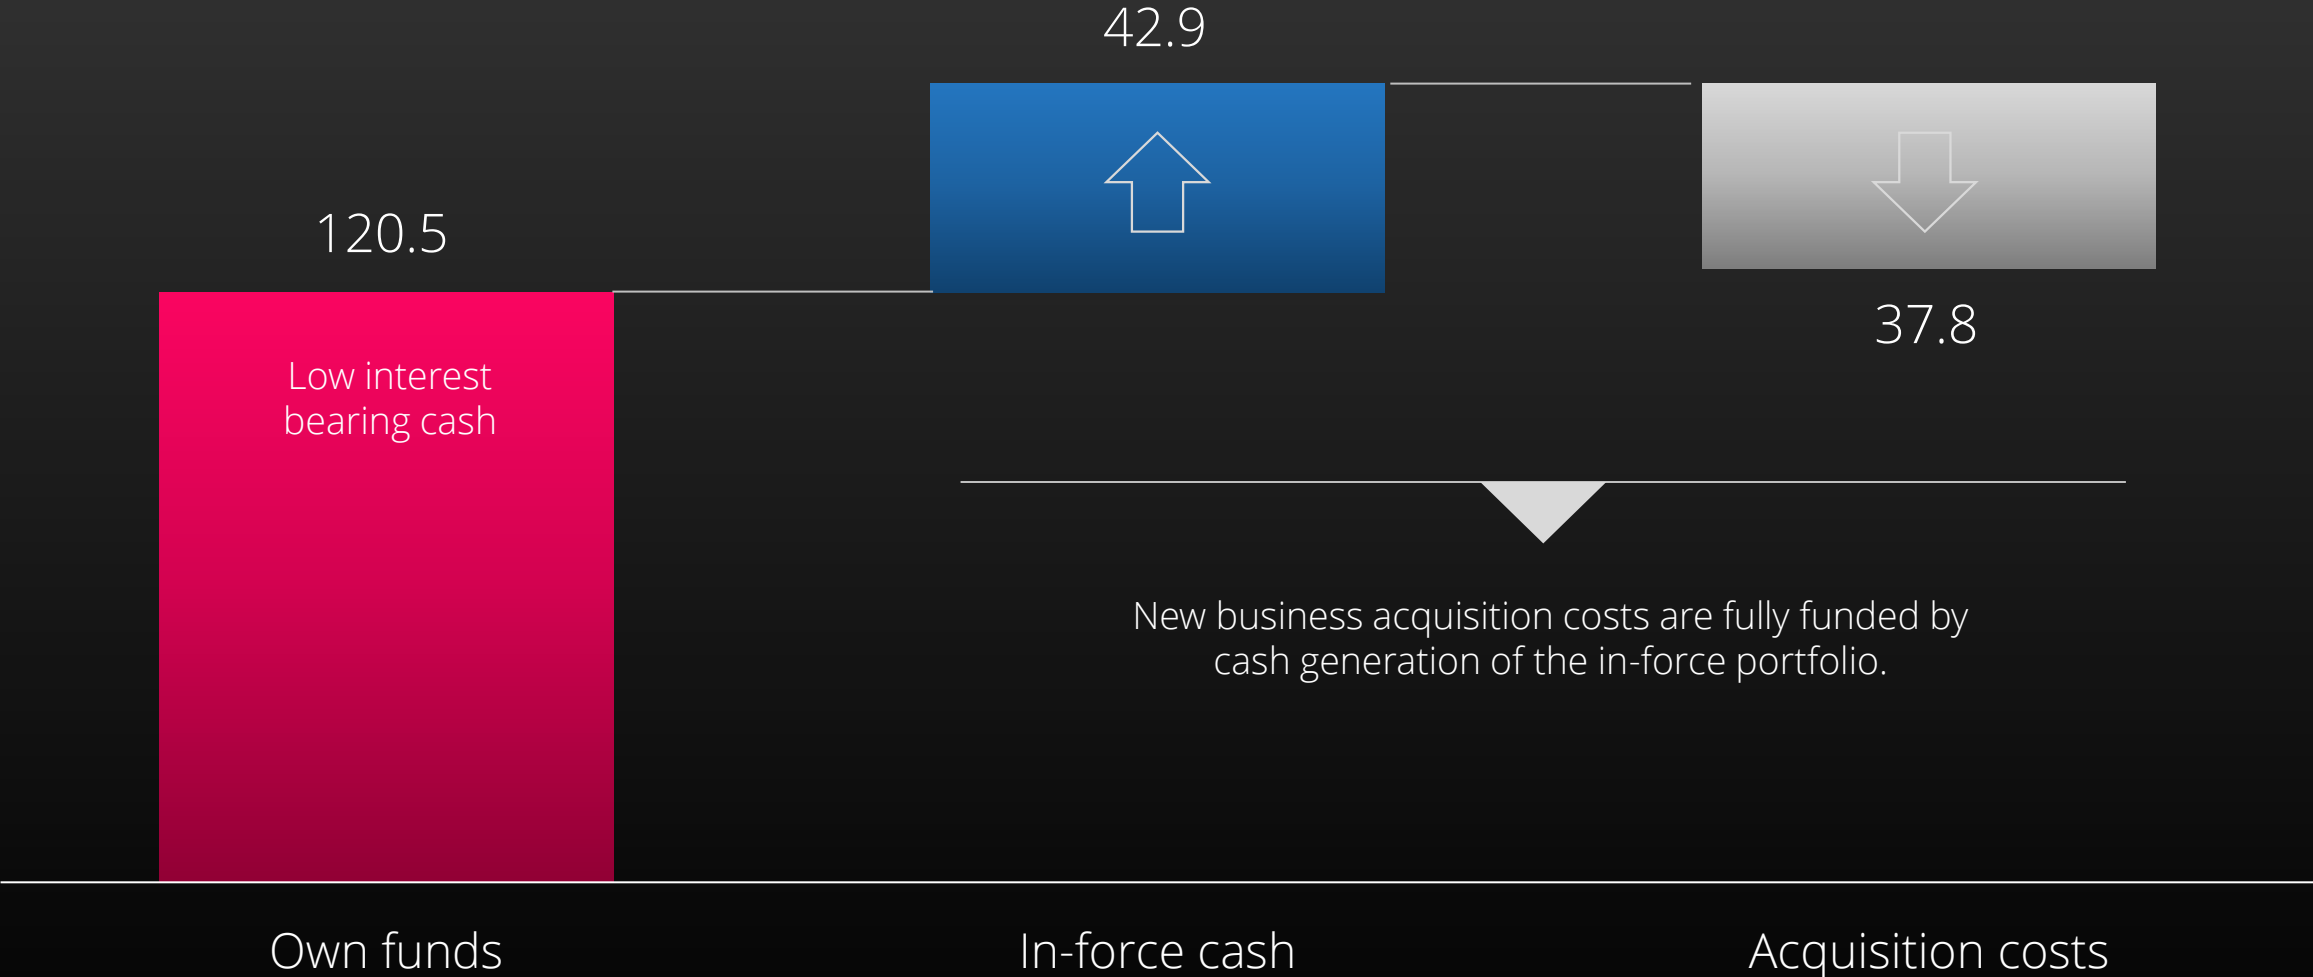 42.9
120.5
37.8
Low interest
bearing cash
New business acquisition costs are fully funded by
cash generation of the in-force portfolio.
Own funds
In-force cash
Acquisition costs